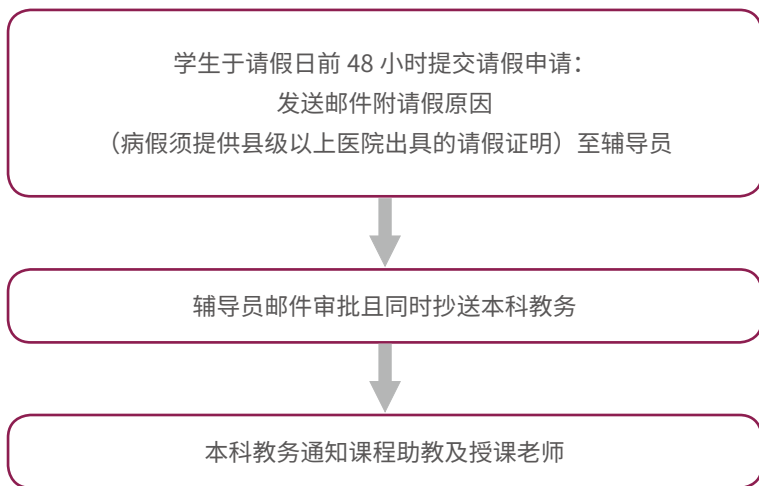 学生于请假日前 48 小时提交请假申请：
发送邮件附请假原因
（病假须提供县级以上医院出具的请假证明）至辅导员
辅导员邮件审批且同时抄送本科教务
本科教务通知课程助教及授课老师